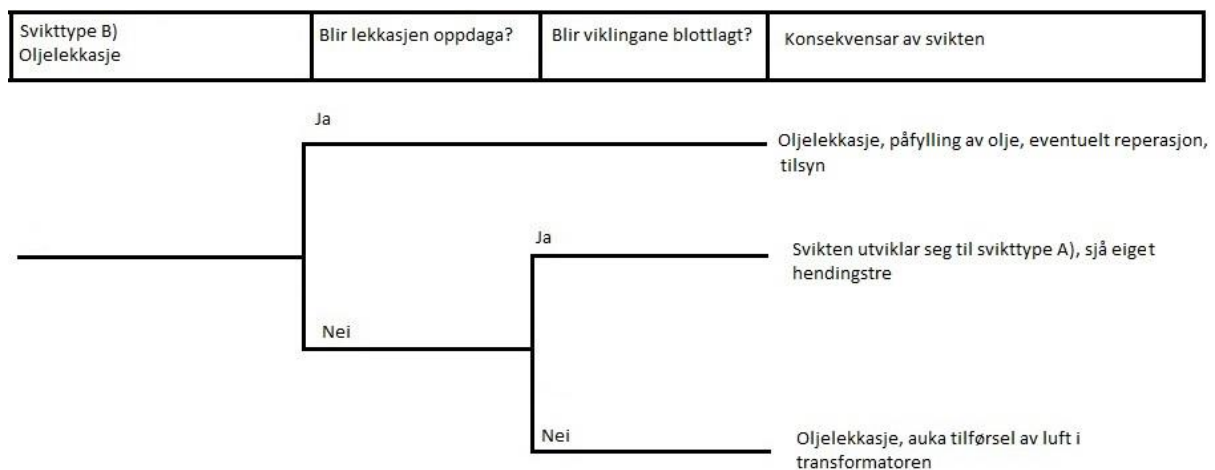 Svikttype B)
Oljelekkasje
Blir lekkasjen oppdaga?
Blir viklingane blottlagt?
Konsekvensar av svikten
Ja
Oljelekkasje, påfylling av olje, eventuelt reperasjon,
tilsyn
Ja
Svikten utviklar seg til svikttype A), sjå eiget
hendingstre
Nei
Nei
Oljelekkasje, auka tilførsel av luft i
transformatoren